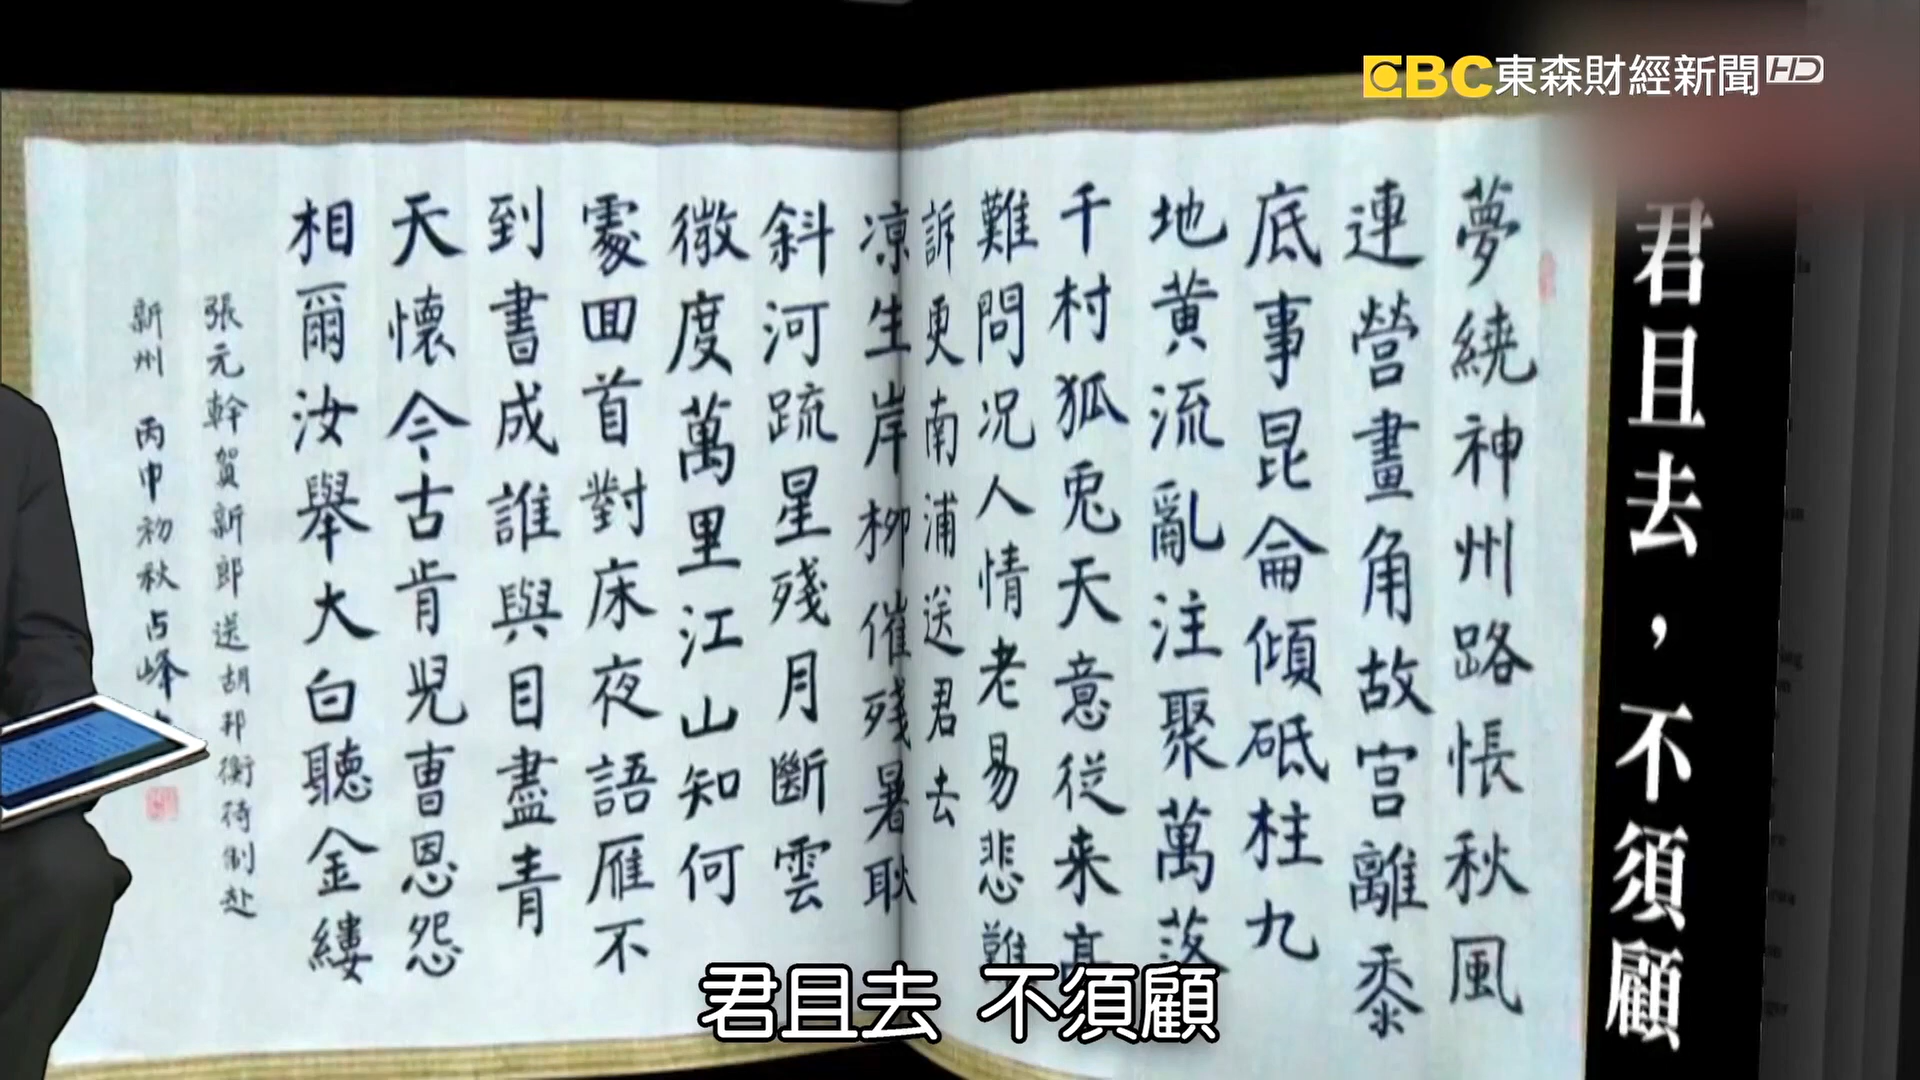 EBC東森財經新聞HD
君且去，不須顧
夢繞神州路悵秋風
連營畫角故宮離黍
底事昆侖傾砥柱九
地黃流亂注聚萬落
千村狐兔天意從来高
難問況人情老易悲難
訴更南浦送君去
涼生岸柳催殘暑耿
斜河疏星殘月斷雲
微度萬里江山知何
處回首對床夜語雁不
到書成誰與目盡青
天懷今古肯兒曹恩怨
相爾汝舉大白聽金縷
張元幹賀新郎送胡邦衡待制赴
新州 丙申初秋占峰
君且去 不須顧